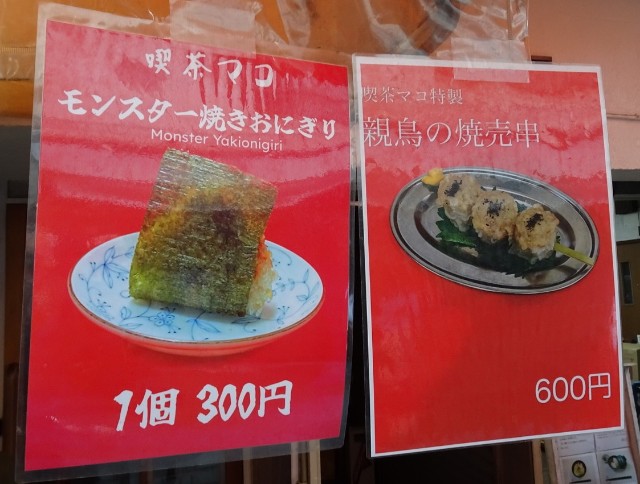 喫茶マコ
モンスター焼きおにぎり
Monster Yakionigiri
1個 300円
喫茶マコ特製
親鳥の焼売串
600円